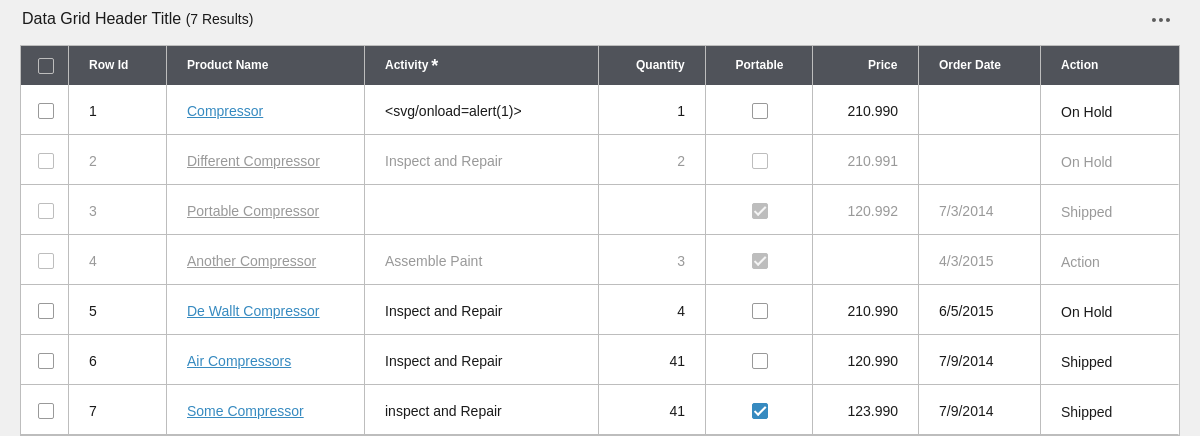 Data Grid Header Title (7 Results)
Row Id Product Name Activity * Quantity Portable Price Order Date Action
1 Compressor <svg/onload=alert(1)> 1 210.990 On Hold
2 Different Compressor Inspect and Repair 2 210.991 On Hold
3 Portable Compressor 120.992 7/3/2014 Shipped
4 Another Compressor Assemble Paint 3 4/3/2015 Action
5 De Wallt Compressor Inspect and Repair 4 210.990 6/5/2015 On Hold
6 Air Compressors Inspect and Repair 41 120.990 7/9/2014 Shipped
7 Some Compressor inspect and Repair 41 123.990 7/9/2014 Shipped